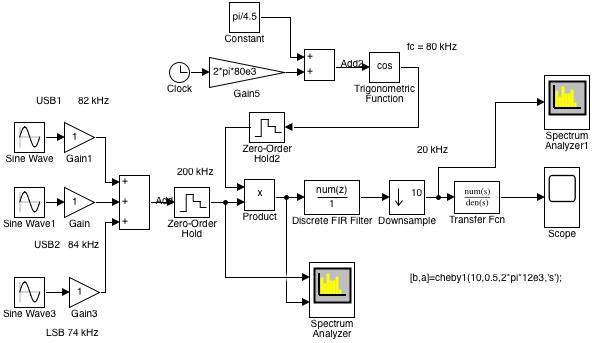 pi/4.5
Constant
fc = 80 kHz
+
+
Add2
cos
Trigonometric
Function
Clock
2*pi*80e3
Gain5
USB1 82 kHz
Zero-Order
Hold2
Spectrum
Analyzer1
20 kHz
Sine Wave
1
Gain1
200 kHz
+
+
+
Add
Zero-Order
Hold
x
Product
num(z)
1
Discrete FIR Filter
10
Downsample
num(s)
den(s)
Transfer Fcn
Scope
Sine Wave1
1
Gain
USB2 84 kHz
Sine Wave3
1
Gain3
LSB 74 kHz
Spectrum
Analyzer
[b,a]=cheby1(10,0.5,2*pi*12e3,'s');